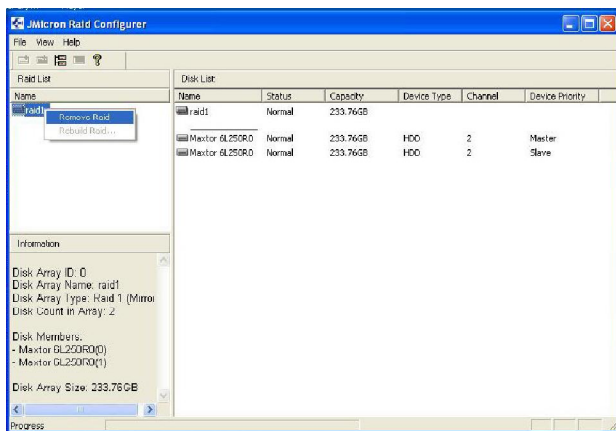 JMicron Raid Configurer
File View Help
Raid List
Disk List
Name
raid1
Remove Raid
Rebuild Raid...
Name Status Capacity Device Type Channel Device Priority
raid1 Normal 233.76GB
Maxtor 6L250R0 Normal 233.76GB HDD 2 Master
Maxtor 6L250R0 Normal 233.76GB HDD 2 Slave
Information
Disk Array ID: 0
Disk Array Name: raid1
Disk Array Type: Raid 1 (Mirror
Disk Count in Array: 2
Disk Members.
- Maxtor 6L250R0(0)
- Maxtor 6L250R0(1)
Disk Array Size: 233.76GB
Progress